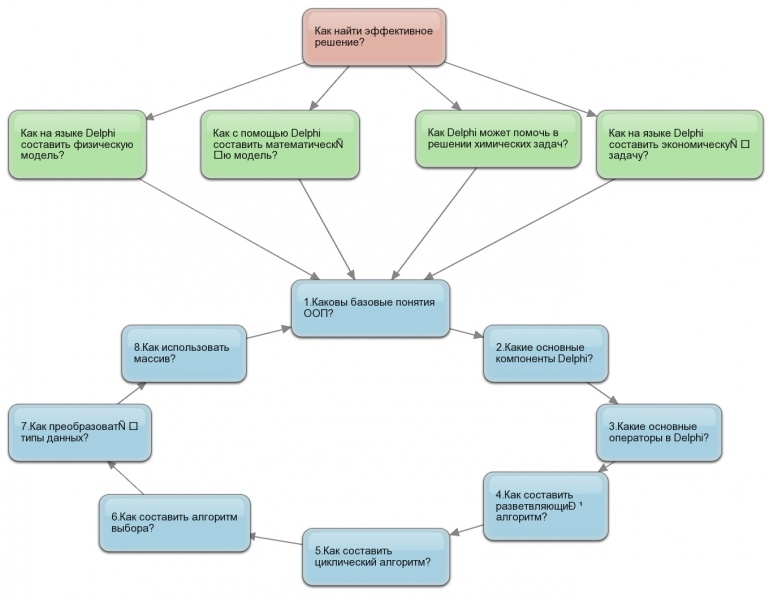 Как найти эффективное
решение?
Как на языке Delphi
составить физическую
модель?
Как с помощью Delphi
составить математическÑ
□ю модель?
Как Delphi может помочь в
решении химических задач?
Как на языке Delphi
составить экономическуÑ □
задачу?
1.Каковы базовые понятия
ООП?
2.Какие основные
компоненты Delphi?
3.Какие основные
операторы в Delphi?
4.Как составить
разветвляющиÐ ¹
алгоритм?
5.Как составить
циклический алгоритм?
6.Как составить алгоритм
выбора?
7.Как преобразоватÑ □
типы данных?
8.Как использовать
массив?